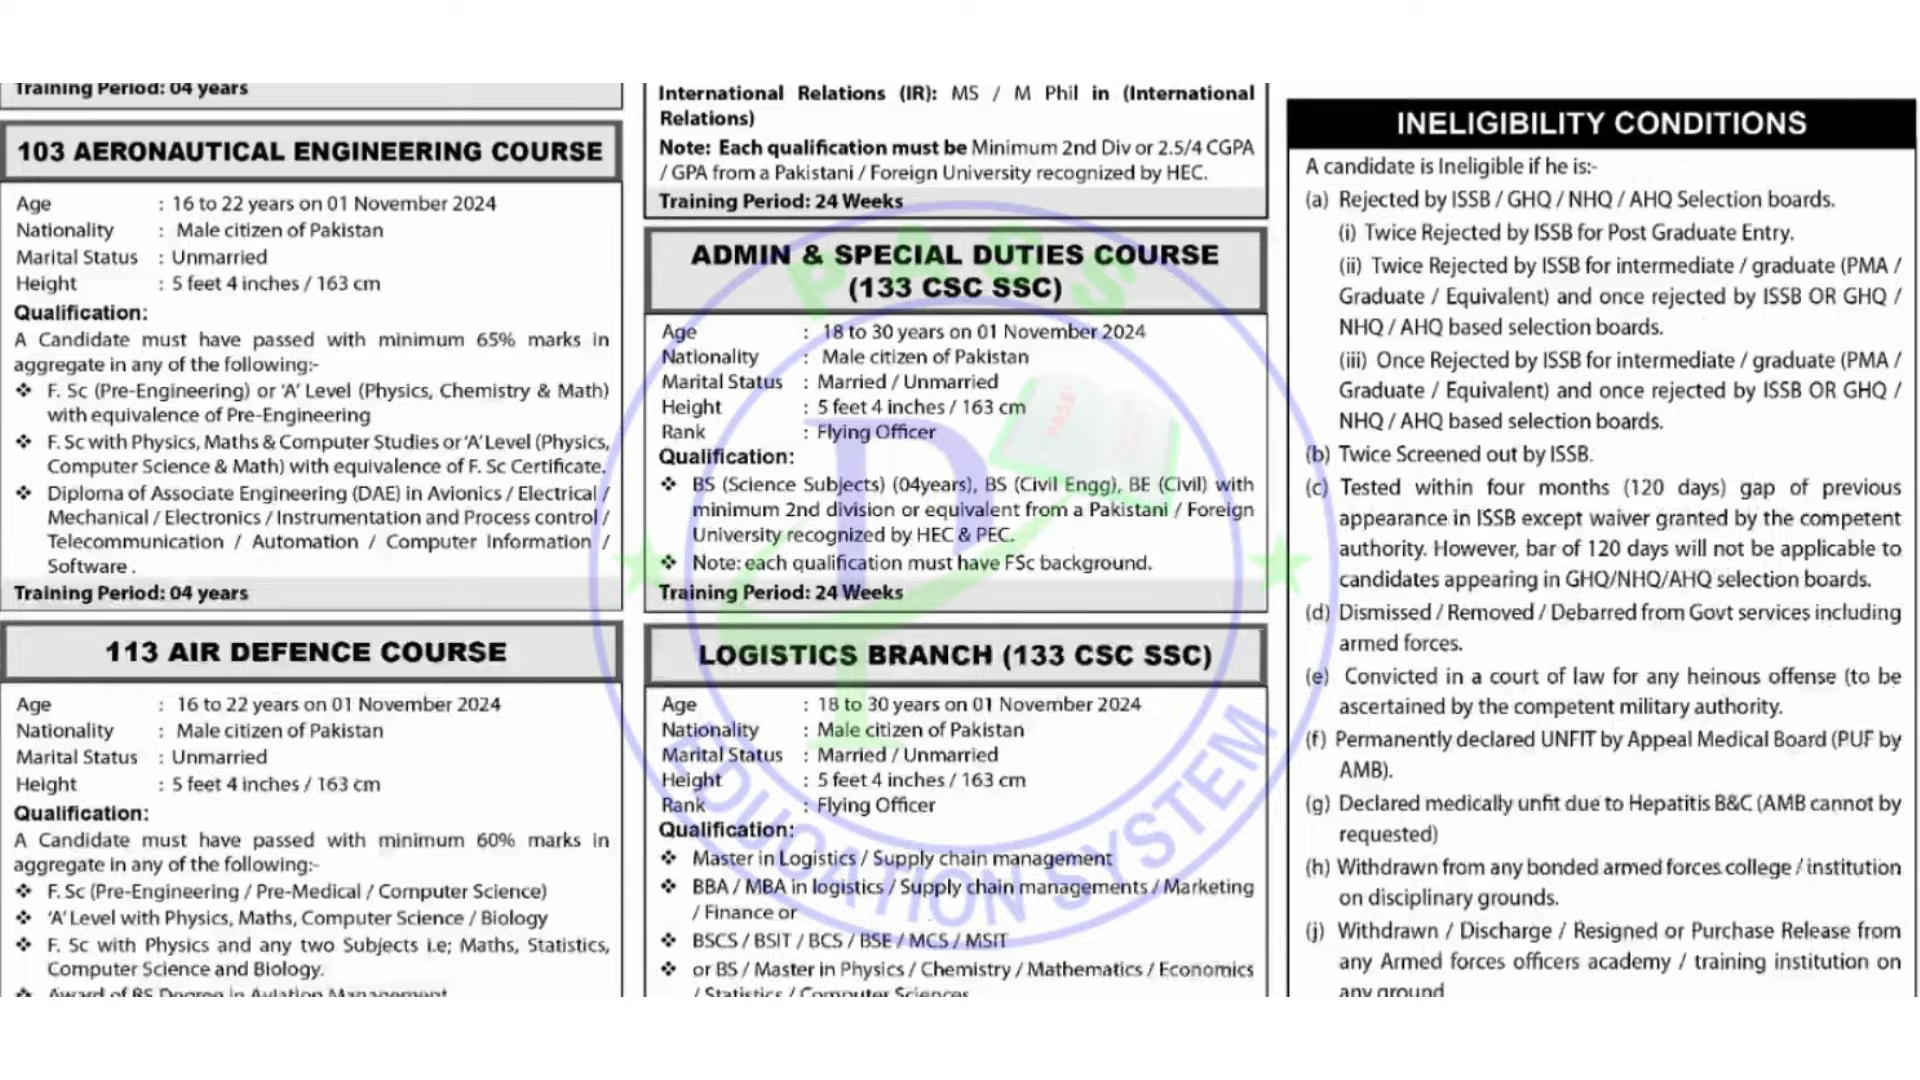 Training Period: 04 years
103 AERONAUTICAL ENGINEERING COURSE
Age : 16 to 22 years on 01 November 2024
Nationality : Male citizen of Pakistan
Marital Status : Unmarried
Height : 5 feet 4 inches / 163 cm
Qualification:
A Candidate must have passed with minimum 65% marks in
aggregate in any of the following:-
❖ F. Sc (Pre-Engineering) or 'A' Level (Physics, Chemistry & Math)
with equivalence of Pre-Engineering
❖ F. Sc with Physics, Maths & Computer Studies or 'A' Level (Physics,
Computer Science & Math) with equivalence of F. Sc Certificate.
❖ Diploma of Associate Engineering (DAE) in Avionics / Electrical /
Mechanical / Electronics / Instrumentation and Process control /
Telecommunication / Automation / Computer Information /
Software .
Training Period: 04 years
113 AIR DEFENCE COURSE
Age : 16 to 22 years on 01 November 2024
Nationality : Male citizen of Pakistan
Marital Status : Unmarried
Height : 5 feet 4 inches / 163 cm
Qualification:
A Candidate must have passed with minimum 60% marks in
aggregate in any of the following:-
❖ F. Sc (Pre-Engineering / Pre-Medical / Computer Science)
❖ 'A' Level with Physics, Maths, Computer Science / Biology
❖ F. Sc with Physics and any two Subjects i.e; Maths, Statistics,
Computer Science and Biology.
❖ Award of BS Degree in Aviation Management
International Relations (IR): MS / M Phil in (International
Relations)
Note: Each qualification must be Minimum 2nd Div or 2.5/4 CGPA
/ GPA from a Pakistani / Foreign University recognized by HEC.
Training Period: 24 Weeks
ADMIN & SPECIAL DUTIES COURSE
(133 CSC SSC)
Age : 18 to 30 years on 01 November 2024
Nationality : Male citizen of Pakistan
Marital Status : Married / Unmarried
Height : 5 feet 4 inches / 163 cm
Rank : Flying Officer
Qualification:
❖ BS (Science Subjects) (04years), BS (Civil Engg), BE (Civil) with
minimum 2nd division or equivalent from a Pakistani / Foreign
University recognized by HEC & PEC.
❖ Note: each qualification must have FSc background.
Training Period: 24 Weeks
LOGISTICS BRANCH (133 CSC SSC)
Age : 18 to 30 years on 01 November 2024
Nationality : Male citizen of Pakistan
Marital Status : Married / Unmarried
Height : 5 feet 4 inches / 163 cm
Rank : Flying Officer
Qualification:
❖ Master in Logistics / Supply chain management
❖ BBA / MBA in logistics / Supply chain managements / Marketing
/ Finance or
❖ BSCS / BSIT / BCS / BSE / MCS / MSIT
❖ or BS / Master in Physics / Chemistry / Mathematics / Economics
/ Statistics / Computer Sciences
INELIGIBILITY CONDITIONS
A candidate is Ineligible if he is:-
(a) Rejected by ISSB / GHQ / NHQ / AHQ Selection boards.
(i) Twice Rejected by ISSB for Post Graduate Entry.
(ii) Twice Rejected by ISSB for intermediate / graduate (PMA /
Graduate / Equivalent) and once rejected by ISSB OR GHQ /
NHQ / AHQ based selection boards.
(iii) Once Rejected by ISSB for intermediate / graduate (PMA /
Graduate / Equivalent) and once rejected by ISSB OR GHQ /
NHQ / AHQ based selection boards.
(b) Twice Screened out by ISSB.
(c) Tested within four months (120 days) gap of previous
appearance in ISSB except waiver granted by the competent
authority. However, bar of 120 days will not be applicable to
candidates appearing in GHQ/NHQ/AHQ selection boards.
(d) Dismissed / Removed / Debarred from Govt services including
armed forces.
(e) Convicted in a court of law for any heinous offense (to be
ascertained by the competent military authority.
(f) Permanently declared UNFIT by Appeal Medical Board (PUF by
AMB).
(g) Declared medically unfit due to Hepatitis B&C (AMB cannot by
requested)
(h) Withdrawn from any bonded armed forces college / institution
on disciplinary grounds.
(j) Withdrawn / Discharge / Resigned or Purchase Release from
any Armed forces officers academy / training institution on
any ground
PASS
EDUCATION SYSTEM